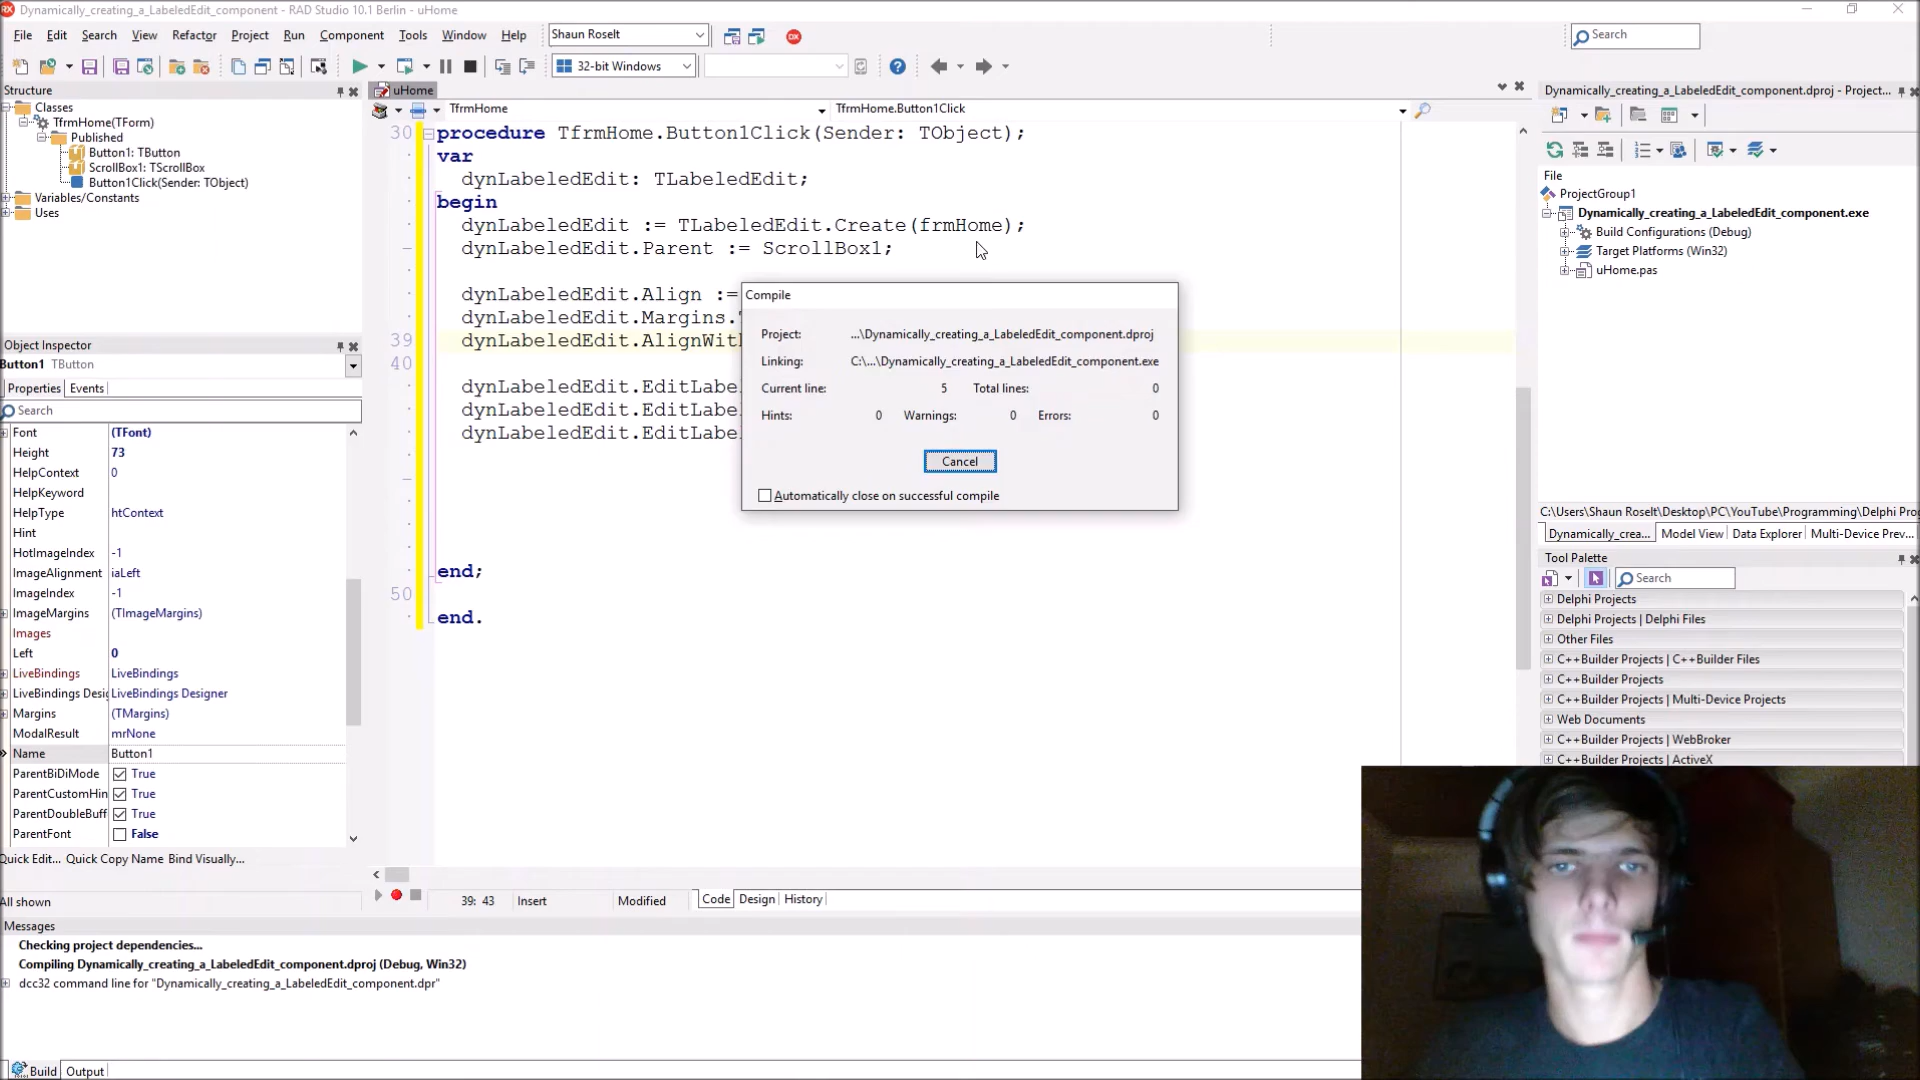 Dynamically_creating_a_LabeledEdit_component - RAD Studio 10.1 Berlin - uHome
File Edit Search View Refactor Project Run Component Tools Window Help
Shaun Roselt
Search
32-bit Windows
Structure
Classes
TfrmHome(TForm)
Published
Button1: TButton
ScrollBox1: TScrollBox
Button1Click(Sender: TObject)
Variables/Constants
Uses
Object Inspector
Button1 TButton
Properties Events
Search
Font (TFont)
Height 73
HelpContext 0
HelpKeyword
HelpType htContext
Hint
HotImageIndex -1
ImageAlignment iaLeft
ImageIndex -1
ImageMargins (TImageMargins)
Images
Left 0
LiveBindings LiveBindings
LiveBindings Desig LiveBindings Designer
Margins (TMargins)
ModalResult mrNone
Name Button1
ParentBiDiMode True
ParentCustomHin True
ParentDoubleBuff True
ParentFont False
Quick Edit... Quick Copy Name Bind Visually...
All shown
uHome
TfrmHome TfrmHome.Button1Click
30 procedure TfrmHome.Button1Click(Sender: TObject);
var
dynLabeledEdit: TLabeledEdit;
begin
dynLabeledEdit := TLabeledEdit.Create(frmHome);
dynLabeledEdit.Parent := ScrollBox1;
dynLabeledEdit.Align :=
dynLabeledEdit.Margins.
39 dynLabeledEdit.AlignWit
40
dynLabeledEdit.EditLabe
dynLabeledEdit.EditLabe
dynLabeledEdit.EditLabe
end;
50
end.
Compile
Project: ...\Dynamically_creating_a_LabeledEdit_component.dproj
Linking: C:\...\Dynamically_creating_a_LabeledEdit_component.exe
Current line: 5 Total lines: 0
Hints: 0 Warnings: 0 Errors: 0
Cancel
Automatically close on successful compile
39: 43 Insert Modified Code Design History
Messages
Checking project dependencies...
Compiling Dynamically_creating_a_LabeledEdit_component.dproj (Debug, Win32)
dcc32 command line for "Dynamically_creating_a_LabeledEdit_component.dpr"
Build Output
Dynamically_creating_a_LabeledEdit_component.dproj - Project...
File
ProjectGroup1
Dynamically_creating_a_LabeledEdit_component.exe
Build Configurations (Debug)
Target Platforms (Win32)
uHome.pas
C:\Users\Shaun Roselt\Desktop\PC\YouTube\Programming\Delphi Pro
Dynamically_crea... Model View Data Explorer Multi-Device Prev...
Tool Palette
Search
Delphi Projects
Delphi Projects | Delphi Files
Other Files
C++Builder Projects | C++Builder Files
C++Builder Projects
C++Builder Projects | Multi-Device Projects
Web Documents
C++Builder Projects | WebBroker
C++Builder Projects | ActiveX